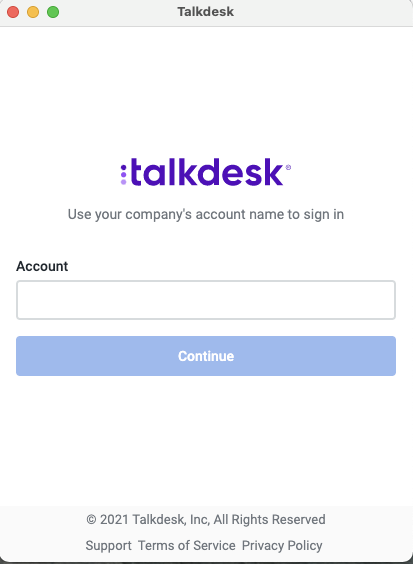 Talkdesk
talkdesk®
Use your company's account name to sign in
Account
Continue
© 2021 Talkdesk, Inc, All Rights Reserved
Support Terms of Service Privacy Policy